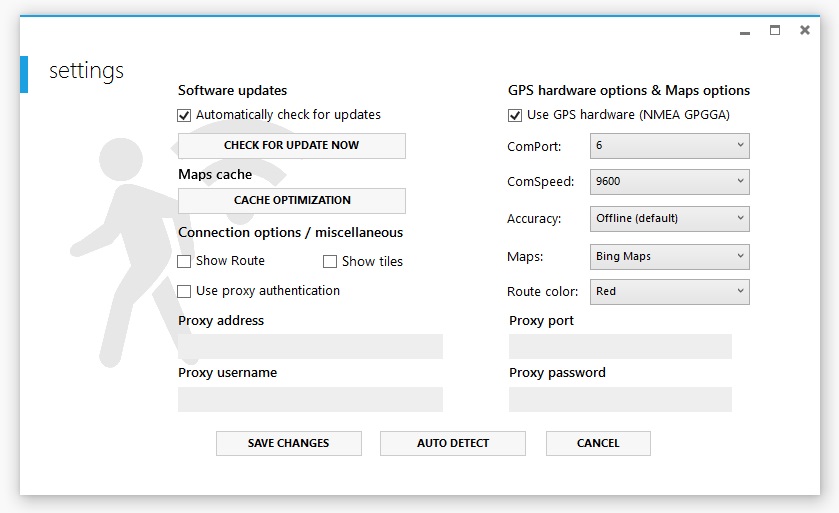 settings
Software updates
Automatically check for updates
CHECK FOR UPDATE NOW
Maps cache
CACHE OPTIMIZATION
Connection options / miscellaneous
Show Route
Show tiles
Use proxy authentication
GPS hardware options & Maps options
Use GPS hardware (NMEA GPGGA)
ComPort: 6
ComSpeed: 9600
Accuracy: Offline (default)
Maps: Bing Maps
Route color: Red
Proxy address
Proxy port
Proxy username
Proxy password
SAVE CHANGES
AUTO DETECT
CANCEL